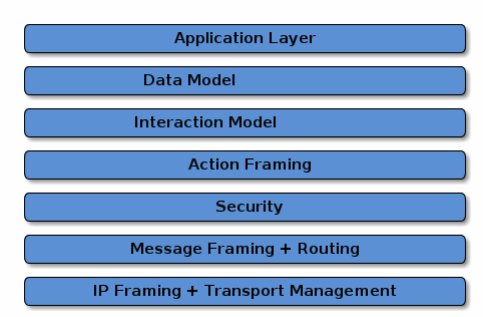 Application Layer
Data Model
Interaction Model
Action Framing
Security
Message Framing + Routing
IP Framing + Transport Management